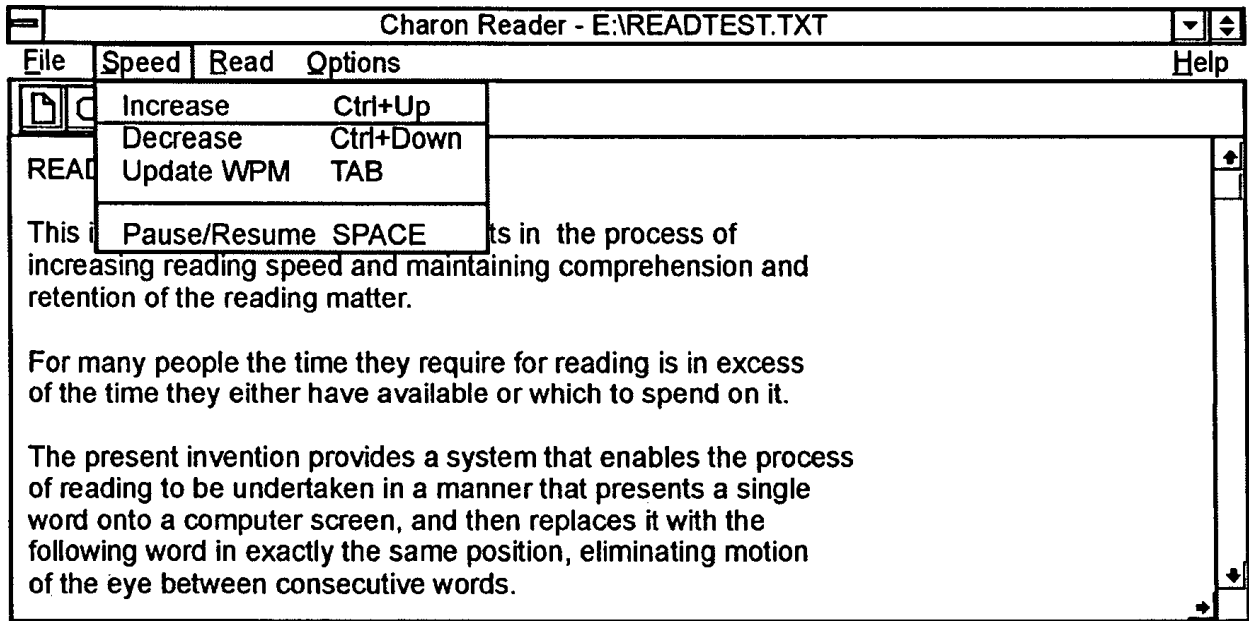 Charon Reader - E:\READTEST.TXT
File Speed Read Options Help
Increase Ctrl+Up
Decrease Ctrl+Down
Update WPM TAB
Pause/Resume SPACE
READ
This i ts in the process of
increasing reading speed and maintaining comprehension and
retention of the reading matter.
For many people the time they require for reading is in excess
of the time they either have available or which to spend on it.
The present invention provides a system that enables the process
of reading to be undertaken in a manner that presents a single
word onto a computer screen, and then replaces it with the
following word in exactly the same position, eliminating motion
of the eye between consecutive words.